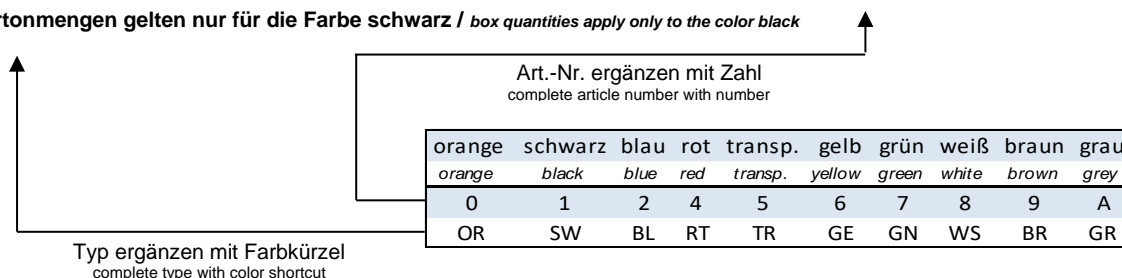 rtonmengen gelten nur für die Farbe schwarz / box quantities apply only to the color black
Art.-Nr. ergänzen mit Zahl
complete article number with number
orange schwarz blau rot transp. gelb grün weiß braun grau
orange black blue red transp. yellow green white brown grey
0 1 2 4 5 6 7 8 9 A
OR SW BL RT TR GE GN WS BR GR
Typ ergänzen mit Farbkürzel
complete type with color shortcut